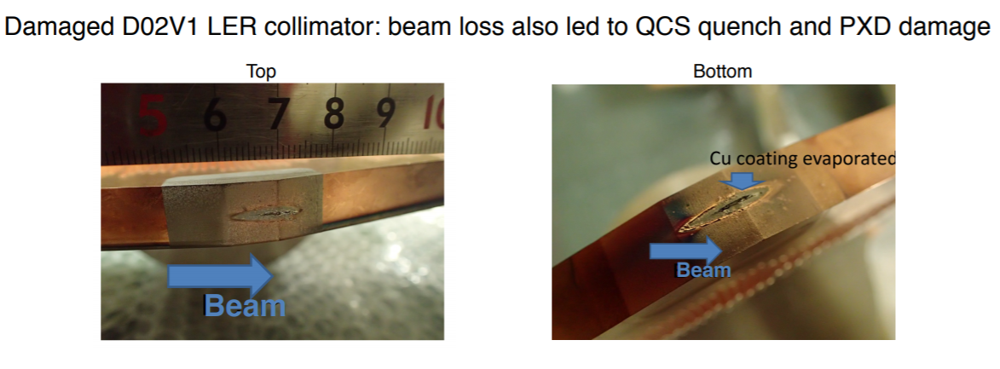 Damaged D02V1 LER collimator: beam loss also led to QCS quench and PXD damage
Top
Bottom
5 6 7 8 9 10
Cu coating evaporated
Beam
Beam